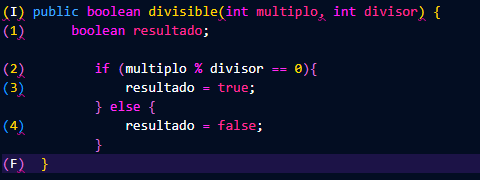 (I) public boolean divisible(int multiplo, int divisor) {
(1) boolean resultado;
(2) if (multiplo % divisor == 0){
(3) resultado = true;
} else {
(4) resultado = false;
}
(F) }